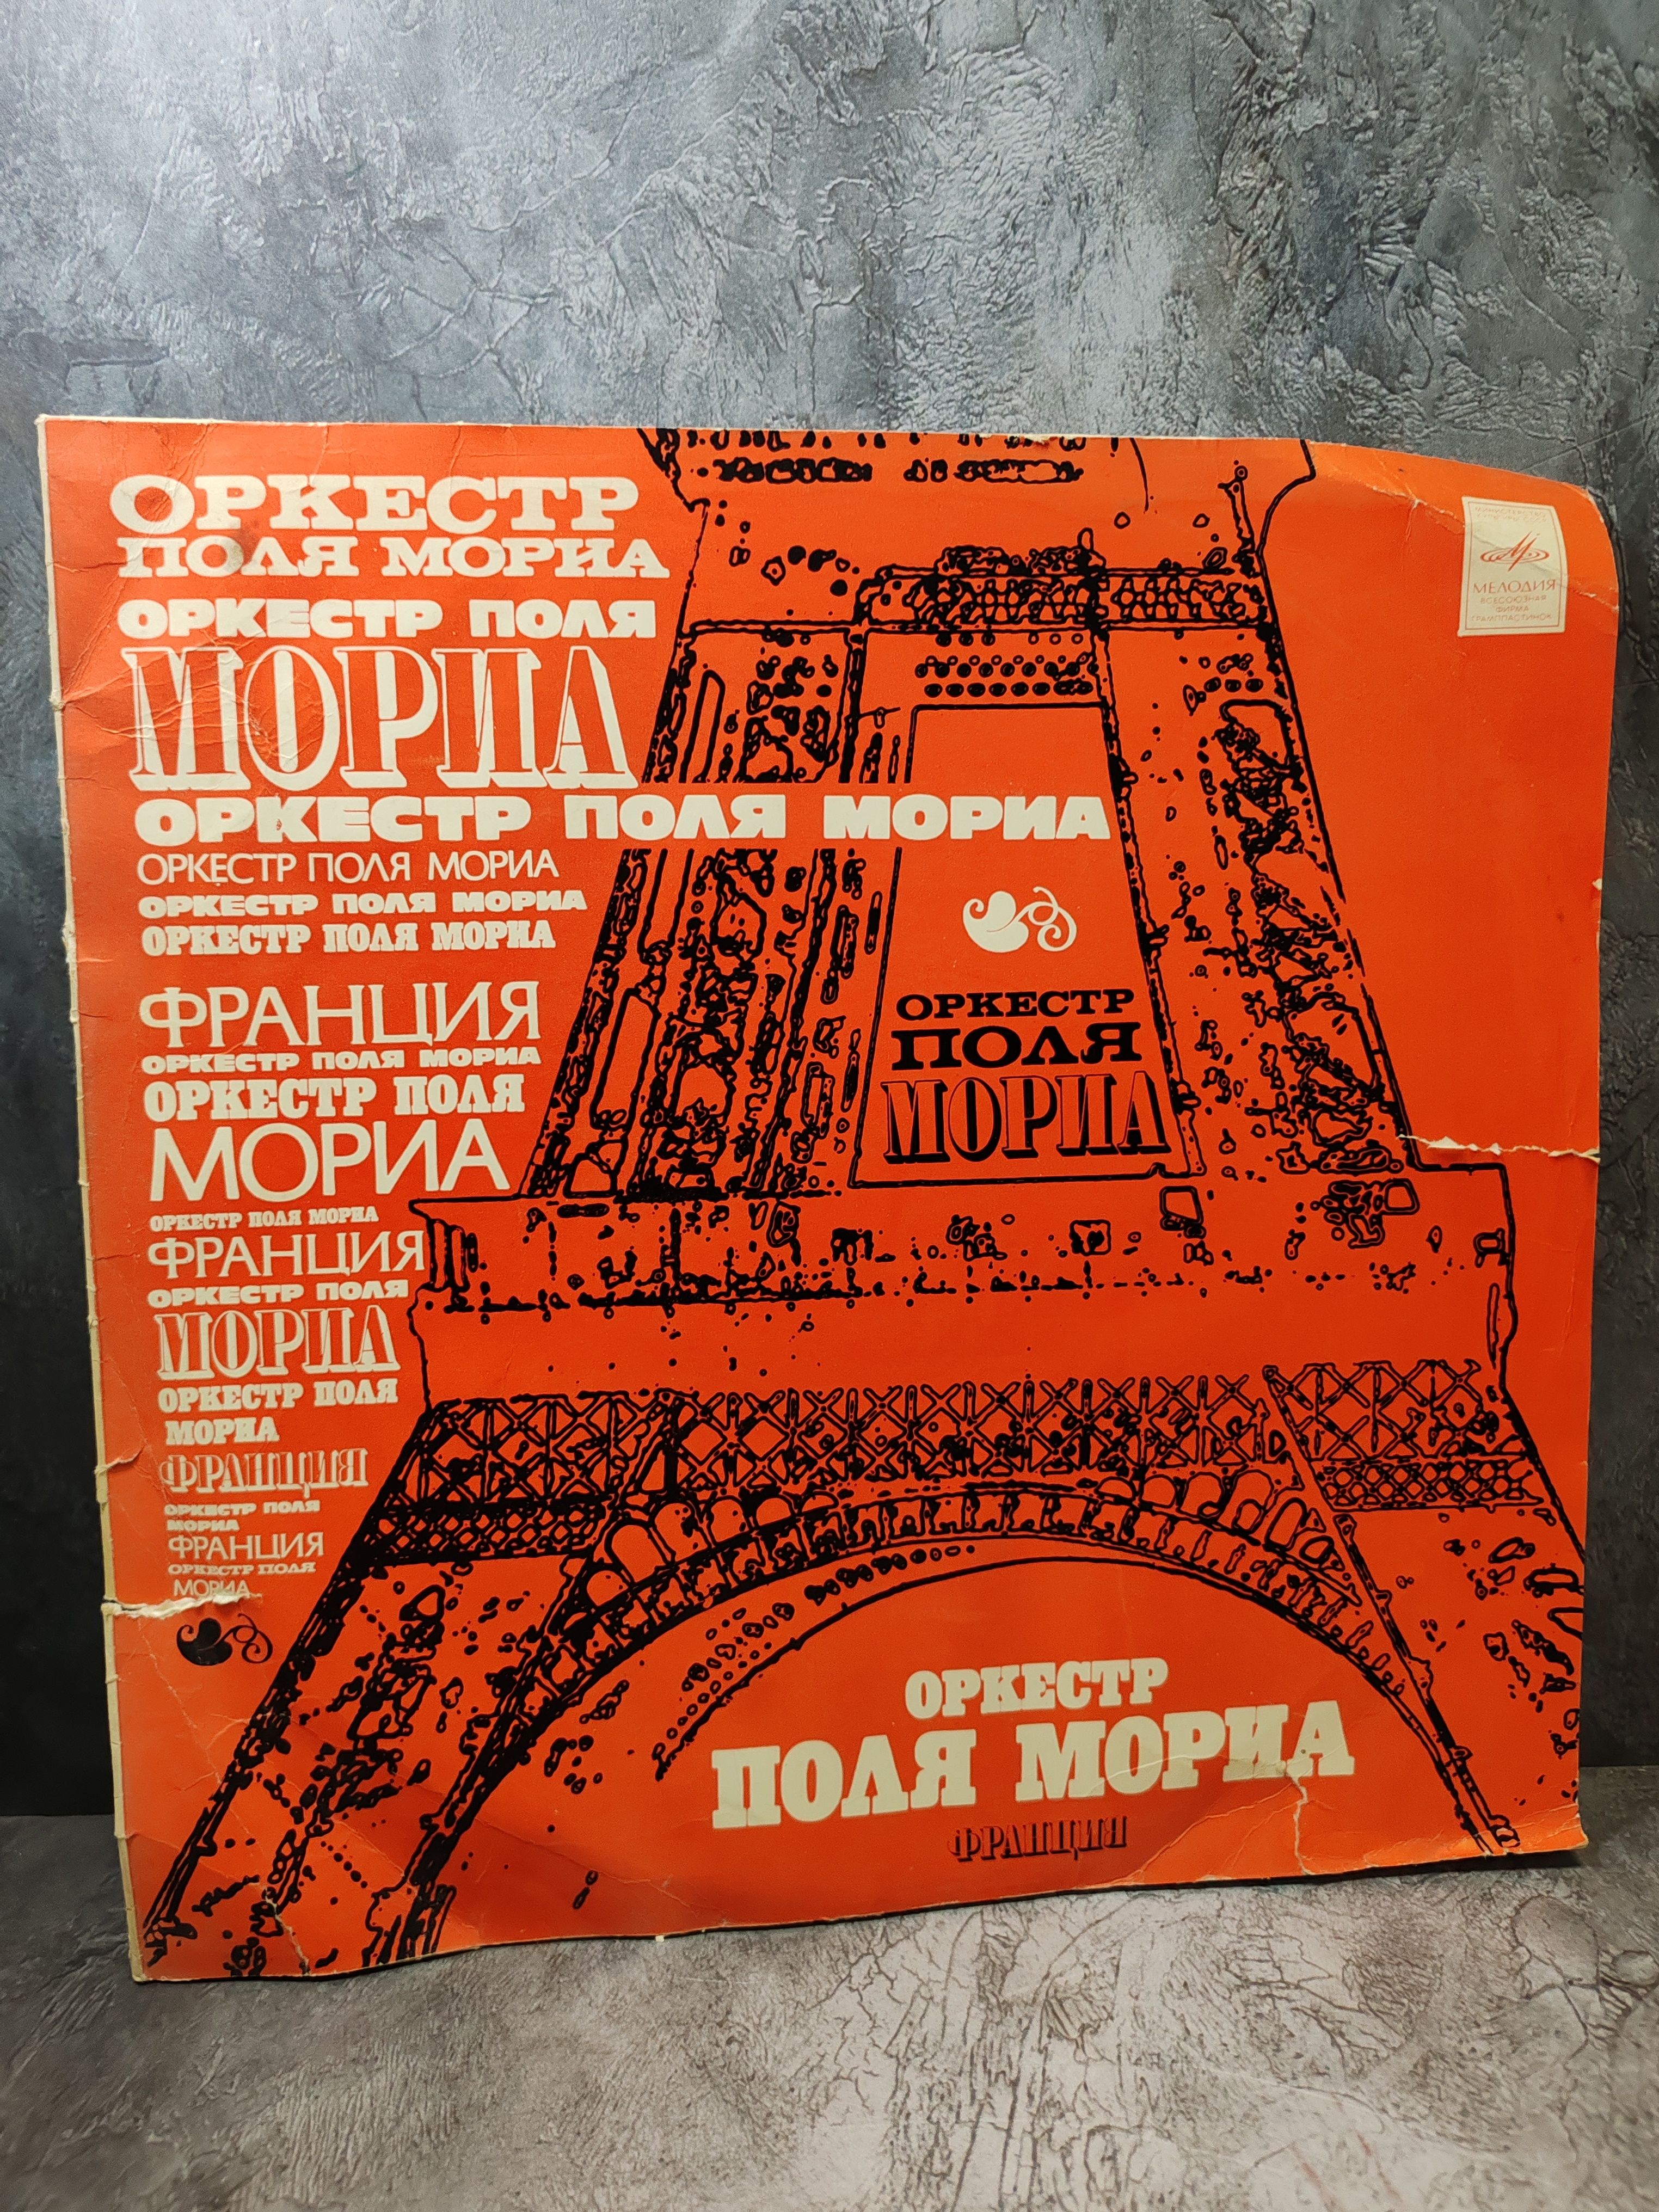 ОРКЕСТР
ПОЛЯ МОРИА
ОРКЕСТР ПОЛЯ
МОРИА
ОРКЕСТР ПОЛЯ МОРИА
ОРКЕСТР ПОЛЯ МОРИА
ОРКЕСТР ПОЛЯ МОРИА
ОРКЕСТР ПОЛЯ МОРИА
ФРАНЦИЯ
ОРКЕСТР ПОЛЯ МОРИА
ОРКЕСТР ПОЛЯ
МОРИА
ОРКЕСТР ПОЛЯ МОРИА
ФРАНЦИЯ
ОРКЕСТР ПОЛЯ
МОРИА
ОРКЕСТР ПОЛЯ
МОРИА
ФРАНЦИЯ
ОРКЕСТР ПОЛЯ
МОРИА
ФРАНЦИЯ
ОРКЕСТР ПОЛЯ
МОРИА
МИНИСТЕРСТВО
КУЛЬТУРЫ
МЕЛОДИЯ
ВСЕСОЮЗНАЯ
ФИРМА
ГРАМПЛАСТИНОК
ОРКЕСТР
ПОЛЯ
МОРИА
ОРКЕСТР
ПОЛЯ МОРИА
ФРАНЦИЯ